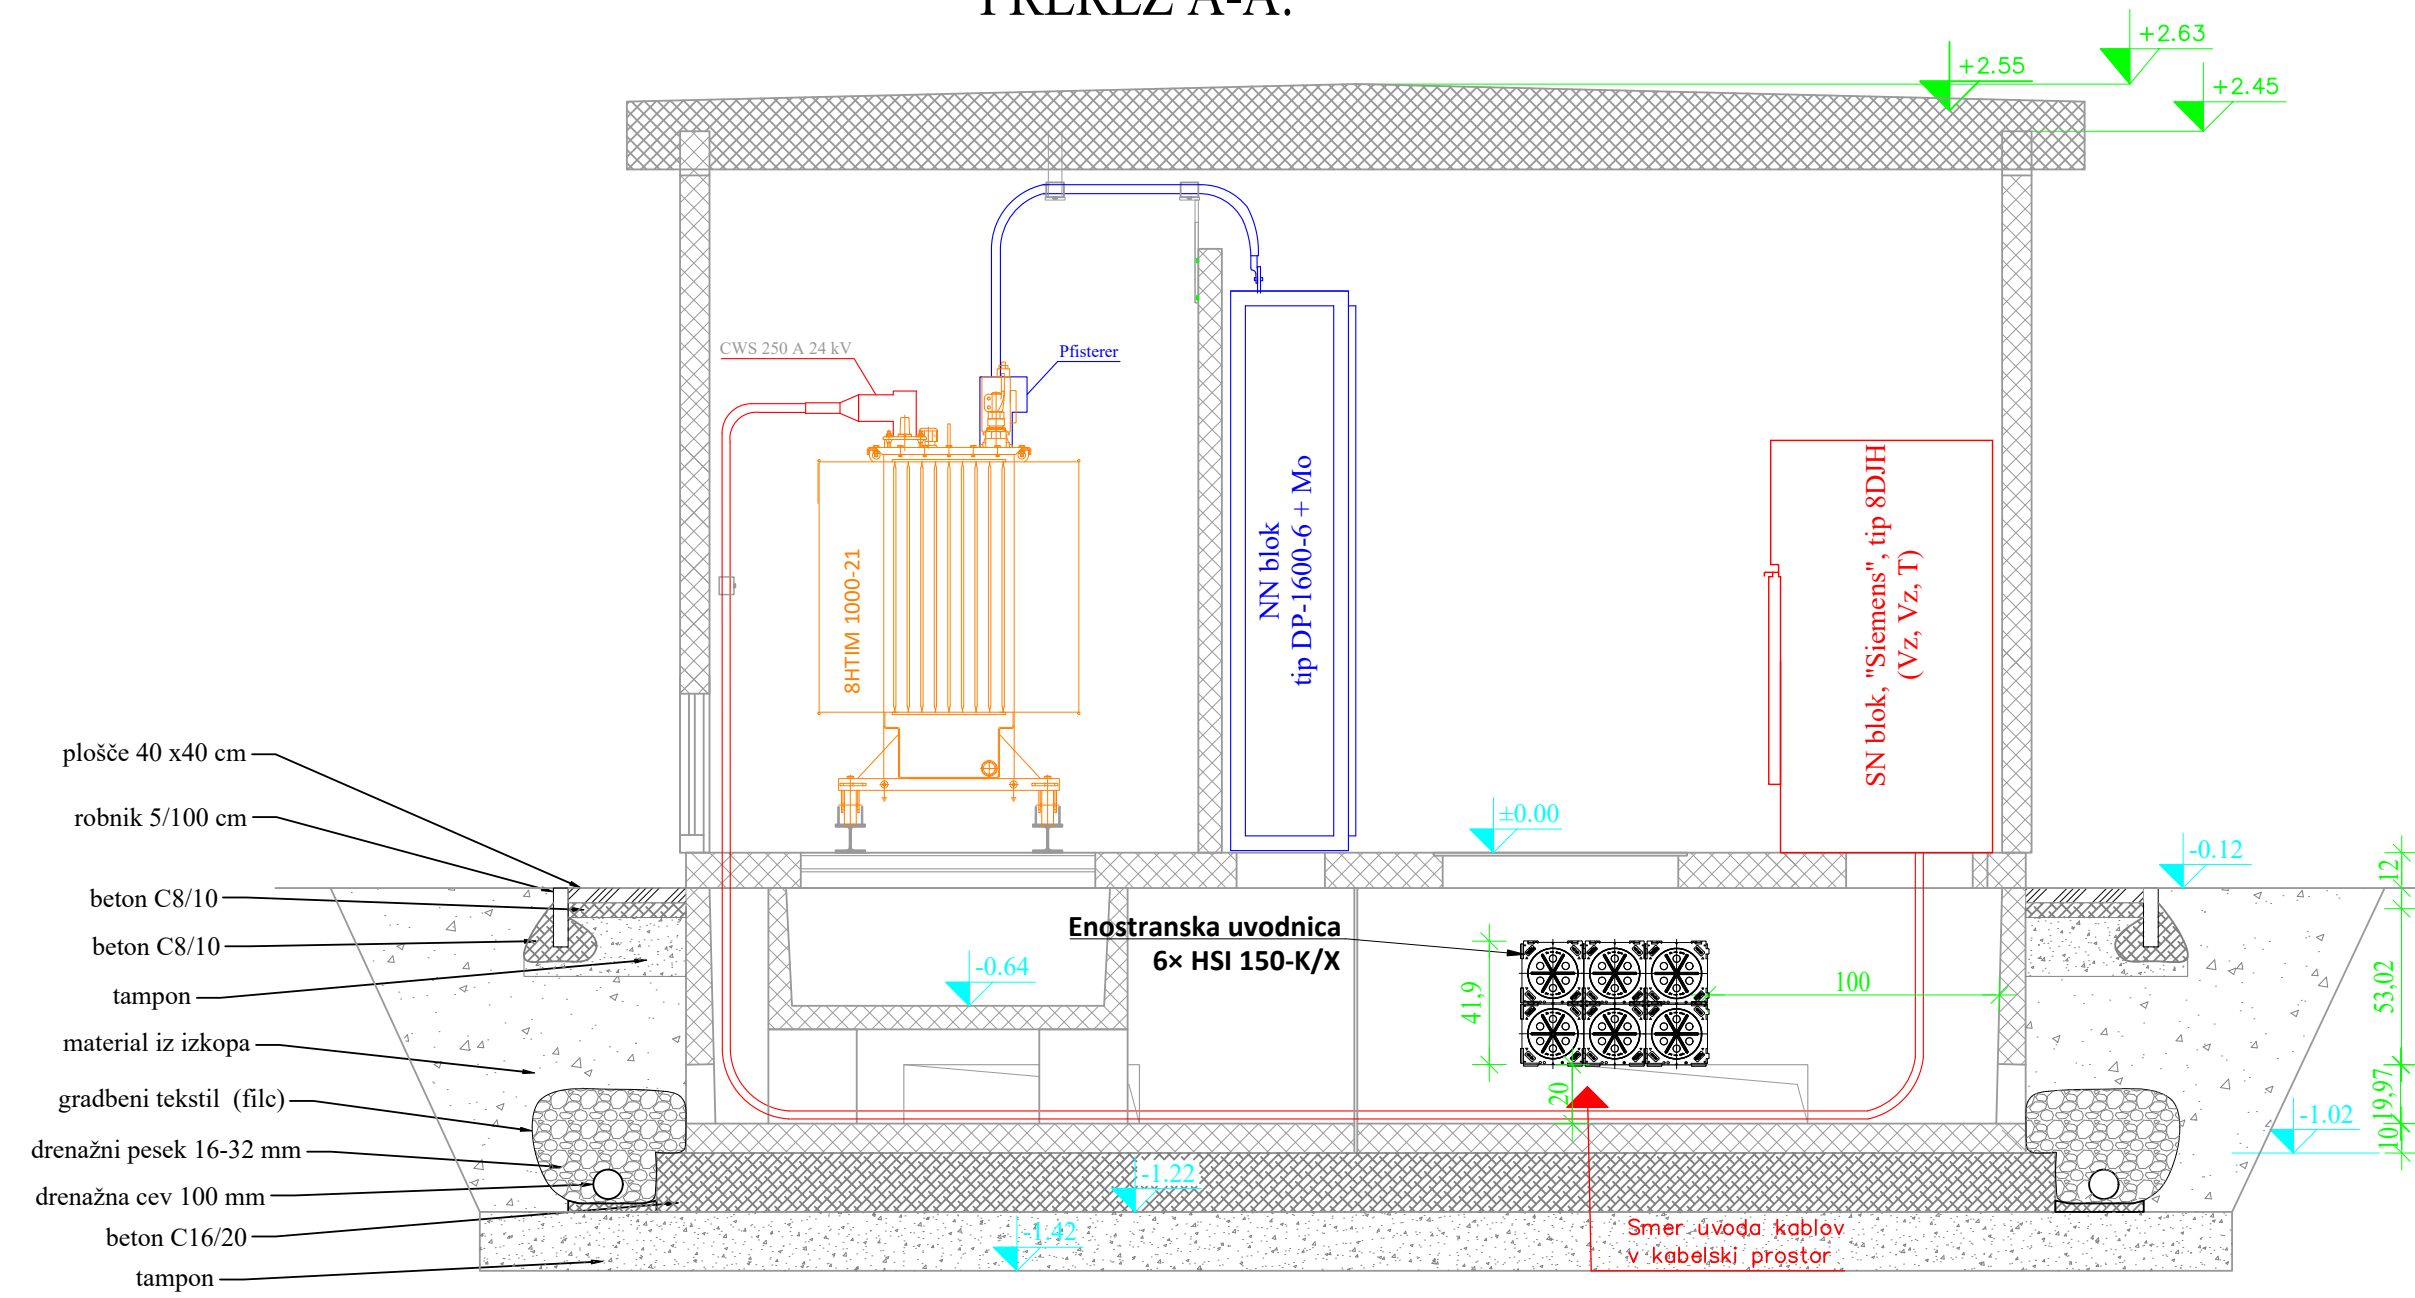 PREREZ A-A:
+2.63
+2.55
+2.45
CWS 250 A 24 kV
Pfisterer
8HTIM 1000-21
NN blok
tip DP-1600-6 + Mo
SN blok, "Siemens", tip 8DJH
(Vz, Vz, T)
plošče 40 x40 cm
robnik 5/100 cm
beton C8/10
beton C8/10
tampon
material iz izkopa
gradbeni tekstil (filc)
drenažni pesek 16-32 mm
drenažna cev 100 mm
beton C16/20
tampon
±0.00
-0.12
12
Enostranska uvodnica
6× HSI 150-K/X
-0.64
41,9
100
53,02
20
19,97
10
-1.02
-1.22
-1.42
Smer uvoda kablov
v kabelski prostor